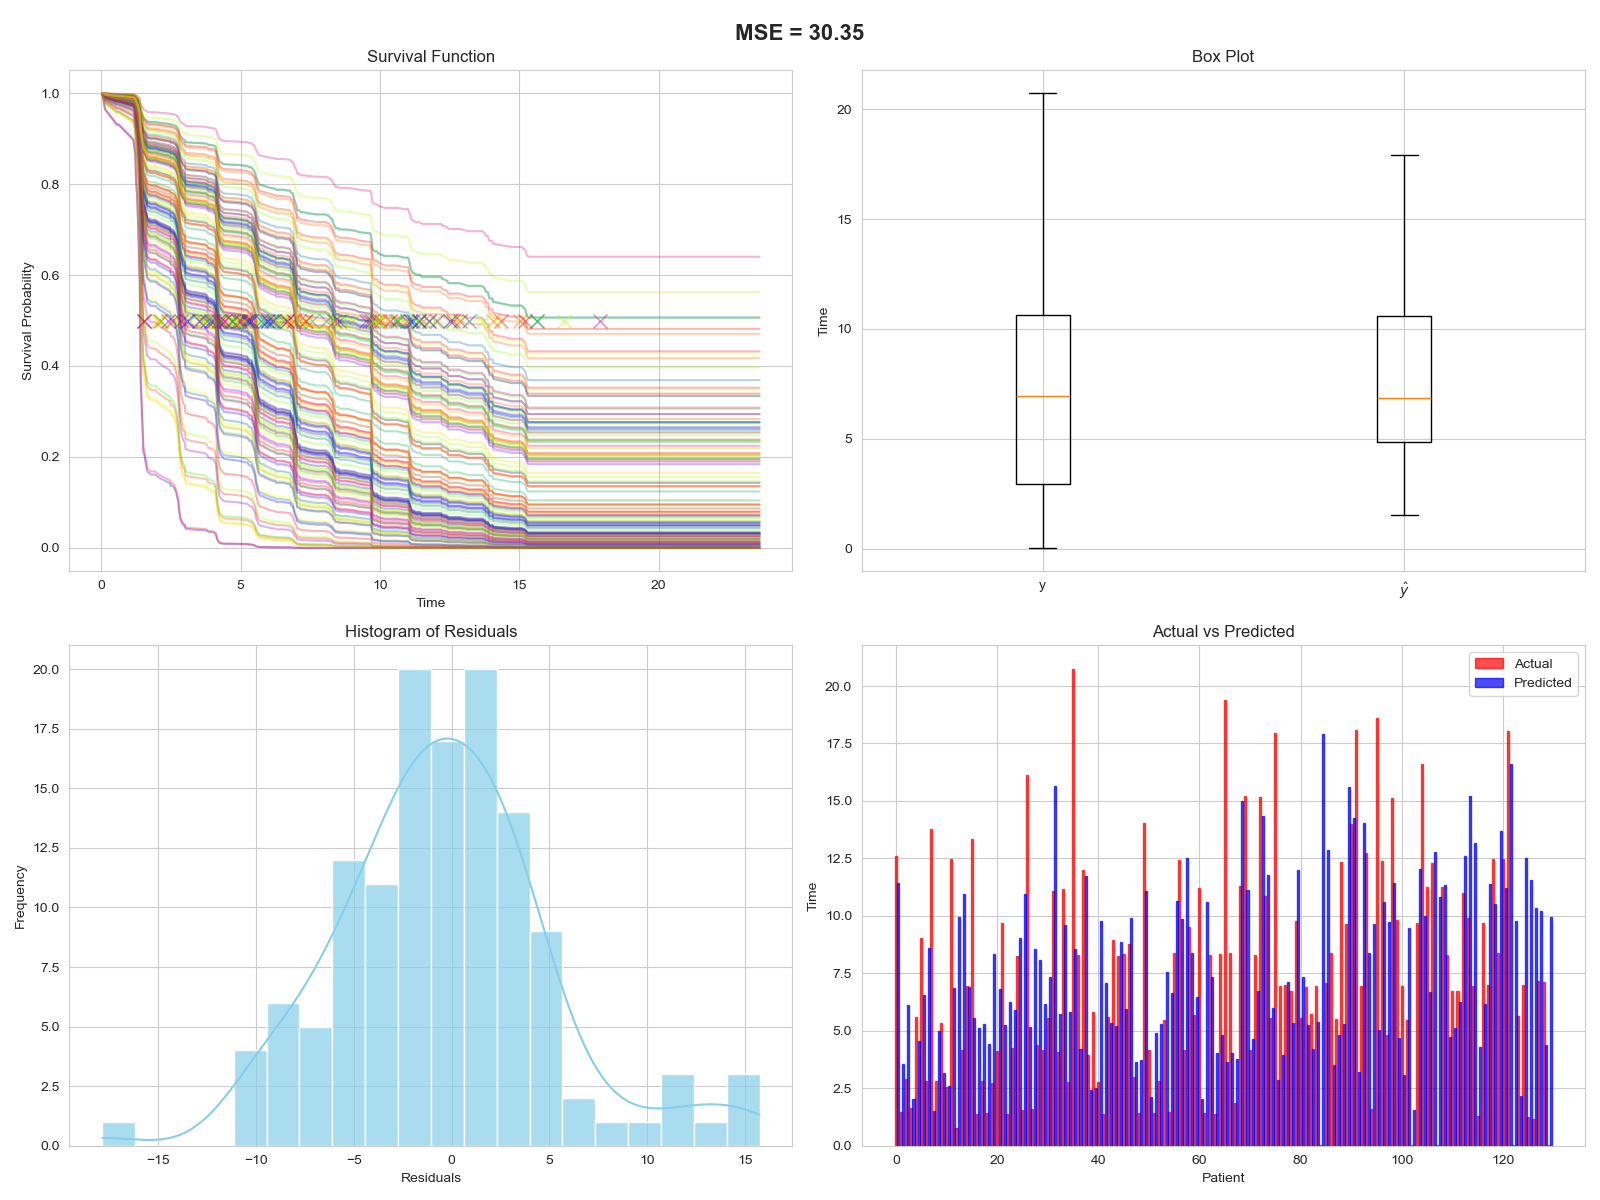 MSE = 30.35
Survival Function
1.0
0.8
0.6
0.4
0.2
0.0
Survival Probability
0 5 10 15 20
Time
Box Plot
20
15
10
5
0
Time
y ŷ
Histogram of Residuals
20.0
17.5
15.0
12.5
10.0
7.5
5.0
2.5
0.0
Frequency
−15 −10 −5 0 5 10 15
Residuals
Actual vs Predicted
Actual
Predicted
20.0
17.5
15.0
12.5
10.0
7.5
5.0
2.5
0.0
Time
0 20 40 60 80 100 120
Patient